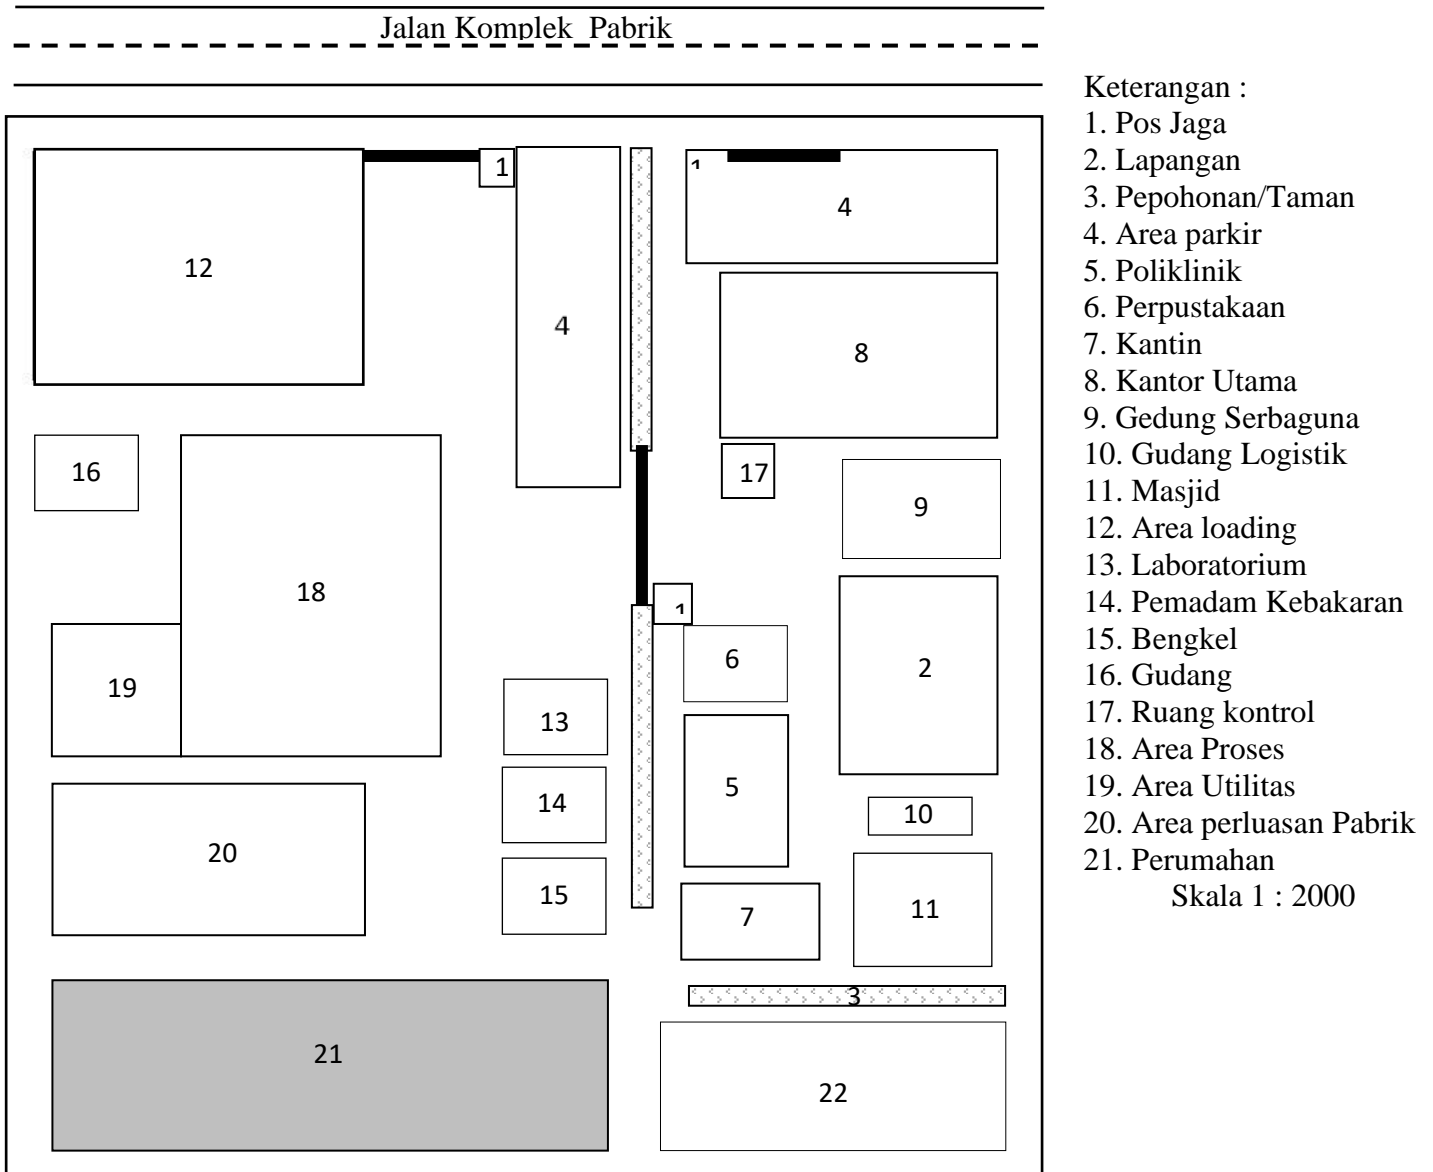 Jalan Komplek Pabrik
1
1
4
12
4
8
16
17
9
18
1
6
2
19
13
5
14
10
20
15
7
11
3
21
22
Keterangan :
1. Pos Jaga
2. Lapangan
3. Pepohonan/Taman
4. Area parkir
5. Poliklinik
6. Perpustakaan
7. Kantin
8. Kantor Utama
9. Gedung Serbaguna
10. Gudang Logistik
11. Masjid
12. Area loading
13. Laboratorium
14. Pemadam Kebakaran
15. Bengkel
16. Gudang
17. Ruang kontrol
18. Area Proses
19. Area Utilitas
20. Area perluasan Pabrik
21. Perumahan
Skala 1 : 2000